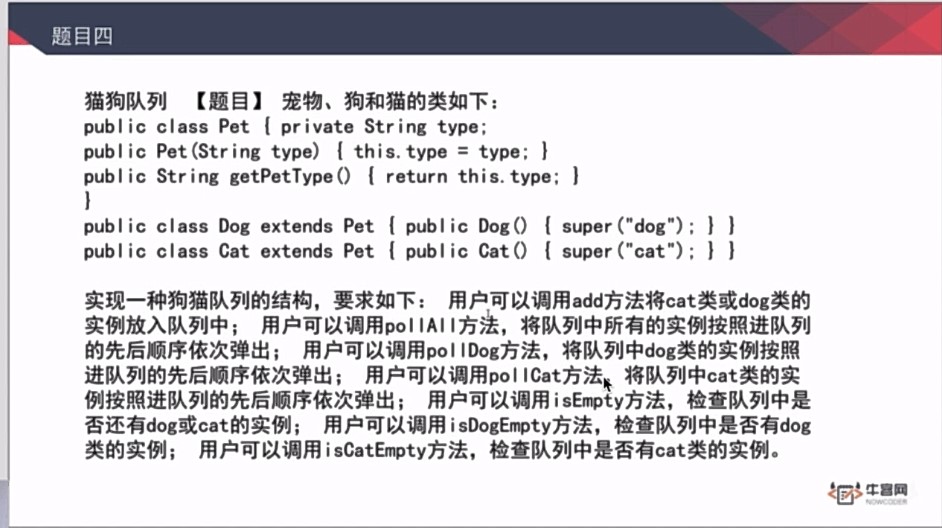 题目四
猫狗队列 【题目】 宠物、狗和猫的类如下：
public class Pet { private String type;
public Pet(String type) { this.type = type; }
public String getPetType() { return this.type; }
}
public class Dog extends Pet { public Dog() { super("dog"); } }
public class Cat extends Pet { public Cat() { super("cat"); } }
实现一种狗猫队列的结构，要求如下： 用户可以调用add方法将cat类或dog类的
实例放入队列中； 用户可以调用pollAll方法，将队列中所有的实例按照进队列
的先后顺序依次弹出； 用户可以调用pollDog方法，将队列中dog类的实例按照
进队列的先后顺序依次弹出； 用户可以调用pollCat方法，将队列中cat类的实
例按照进队列的先后顺序依次弹出； 用户可以调用isEmpty方法，检查队列中是
否还有dog或cat的实例； 用户可以调用isDogEmpty方法，检查队列中是否有dog
类的实例； 用户可以调用isCatEmpty方法，检查队列中是否有cat类的实例。
牛客网
NOWCODER